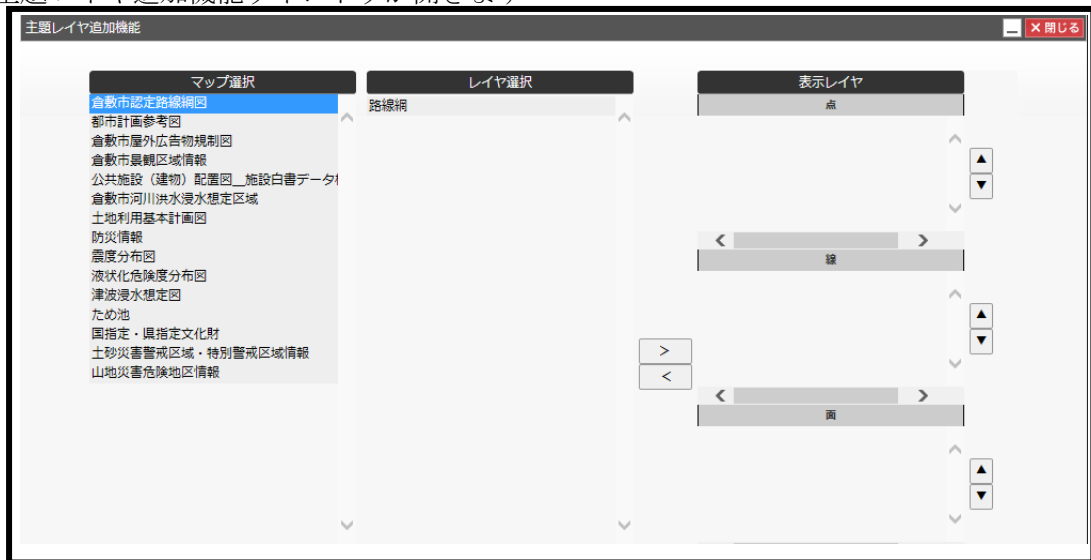 主題レイヤ追加機能
×閉じる
マップ選択
レイヤ選択
表示レイヤ
倉敷市認定路線網図
都市計画参考図
倉敷市屋外広告物規制図
倉敷市景観区域情報
公共施設（建物）配置図__施設白書データ
倉敷市河川洪水浸水想定区域
土地利用基本計画図
防災情報
震度分布図
液状化危険度分布図
津波浸水想定図
ため池
国指定・県指定文化財
土砂災害警戒区域・特別警戒区域情報
山地災害危険地区情報
路線網
>
<
点
▲
▼
線
▲
▼
面
▲
▼